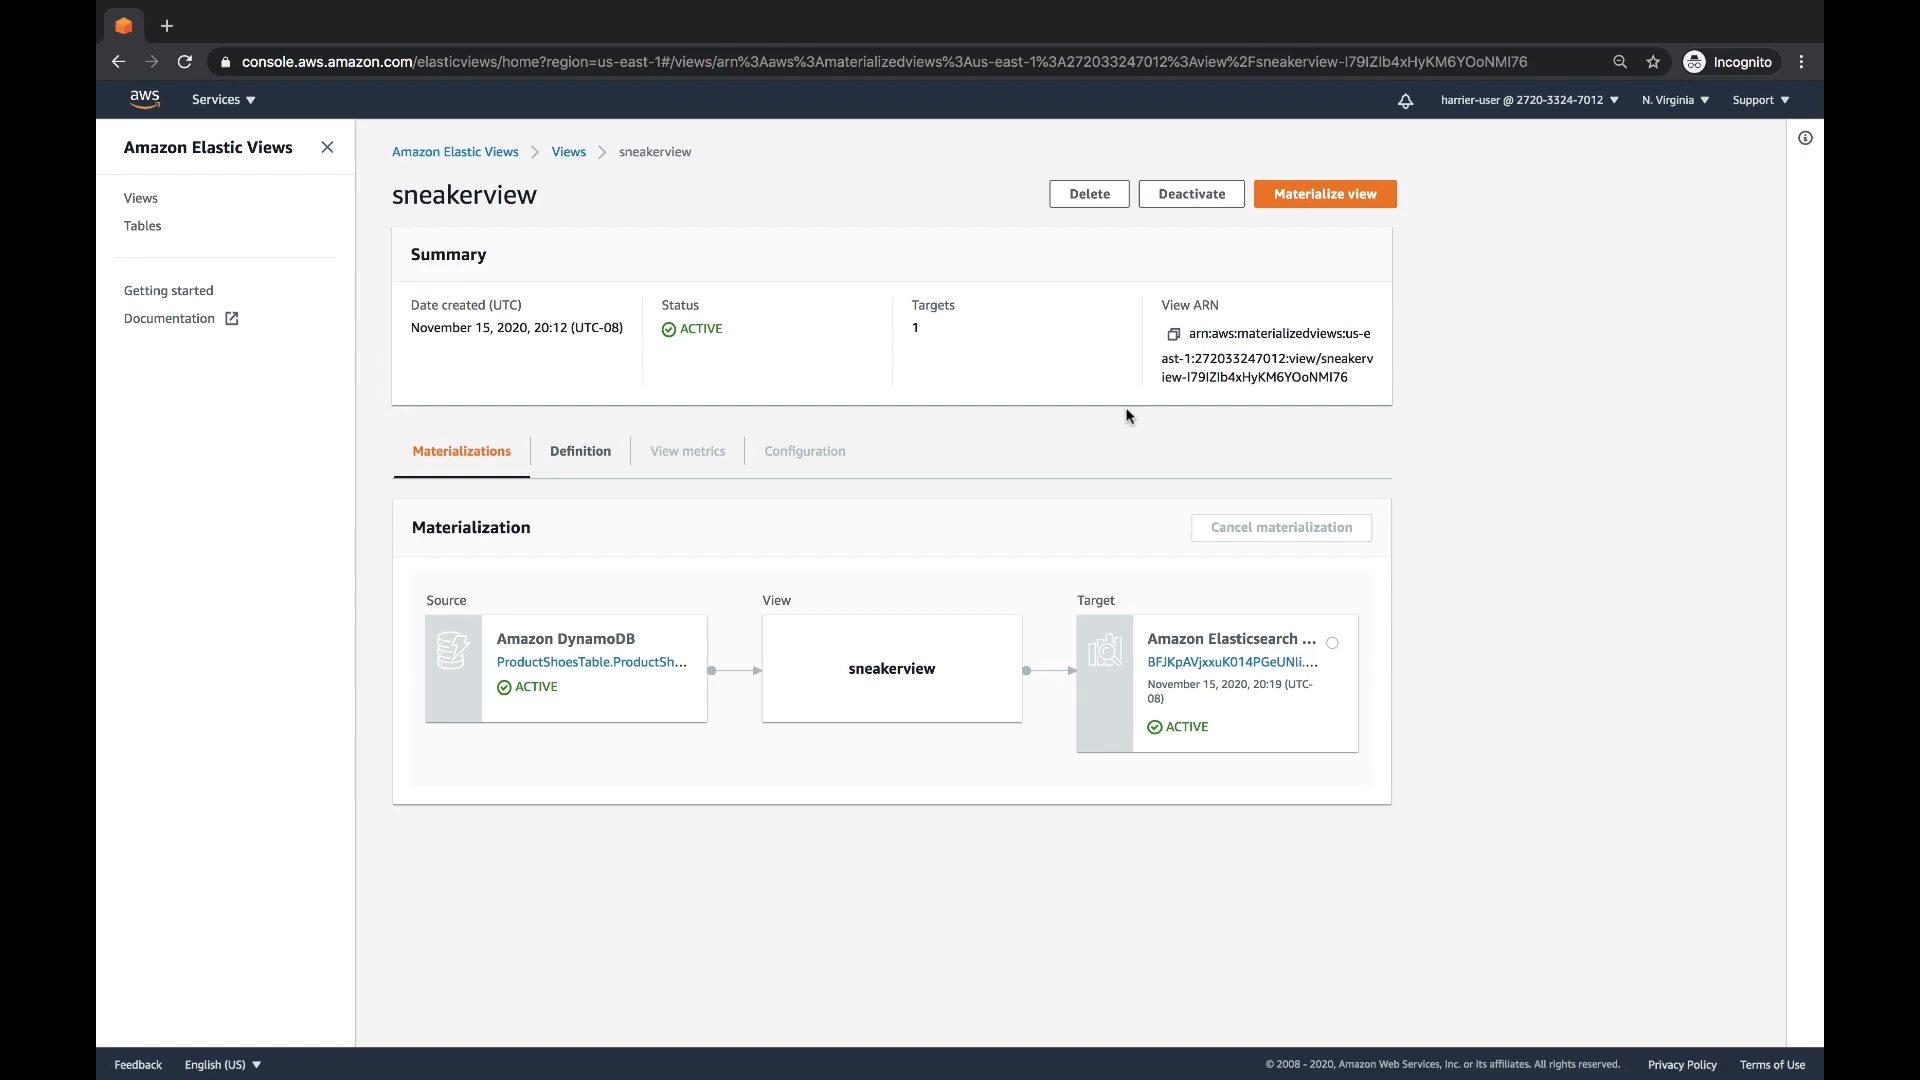 console.aws.amazon.com/elasticviews/home?region=us-east-1#/views/arn%3Aaws%3Amaterializedviews%3Aus-east-1%3A272033247012%3Aview%2Fsneakerview-I79IZIb4xHyKM6YOoNMI76
Incognito
aws
Services
harrier-user @ 2720-3324-7012
N. Virginia
Support
Amazon Elastic Views
Views
Tables
Getting started
Documentation
Amazon Elastic Views
Views
sneakerview
sneakerview
Delete
Deactivate
Materialize view
Summary
Date created (UTC)
November 15, 2020, 20:12 (UTC-08)
Status
ACTIVE
Targets
1
View ARN
arn:aws:materializedviews:us-e
ast-1:272033247012:view/sneakerv
iew-I79IZIb4xHyKM6YOoNMI76
Materializations
Definition
View metrics
Configuration
Materialization
Cancel materialization
Source
Amazon DynamoDB
ProductShoesTable.ProductSh...
ACTIVE
View
sneakerview
Target
Amazon Elasticsearch ...
BFJKpAVjxxuK014PGeUNli....
November 15, 2020, 20:19 (UTC-
08)
ACTIVE
Feedback
English (US)
© 2008 - 2020, Amazon Web Services, Inc. or its affiliates. All rights reserved.
Privacy Policy
Terms of Use